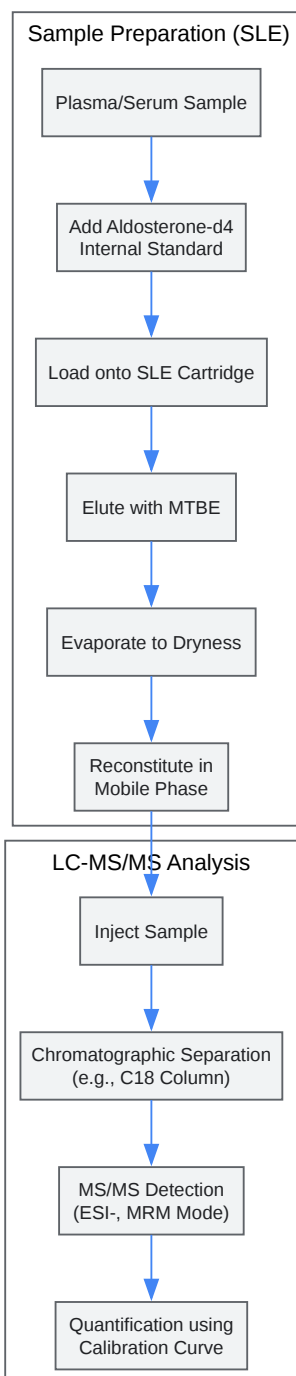 Sample Preparation (SLE)
Plasma/Serum Sample
Add Aldosterone-d4
Internal Standard
Load onto SLE Cartridge
Elute with MTBE
Evaporate to Dryness
Reconstitute in
Mobile Phase
LC-MS/MS Analysis
Inject Sample
Chromatographic Separation
(e.g., C18 Column)
MS/MS Detection
(ESI-, MRM Mode)
Quantification using
Calibration Curve